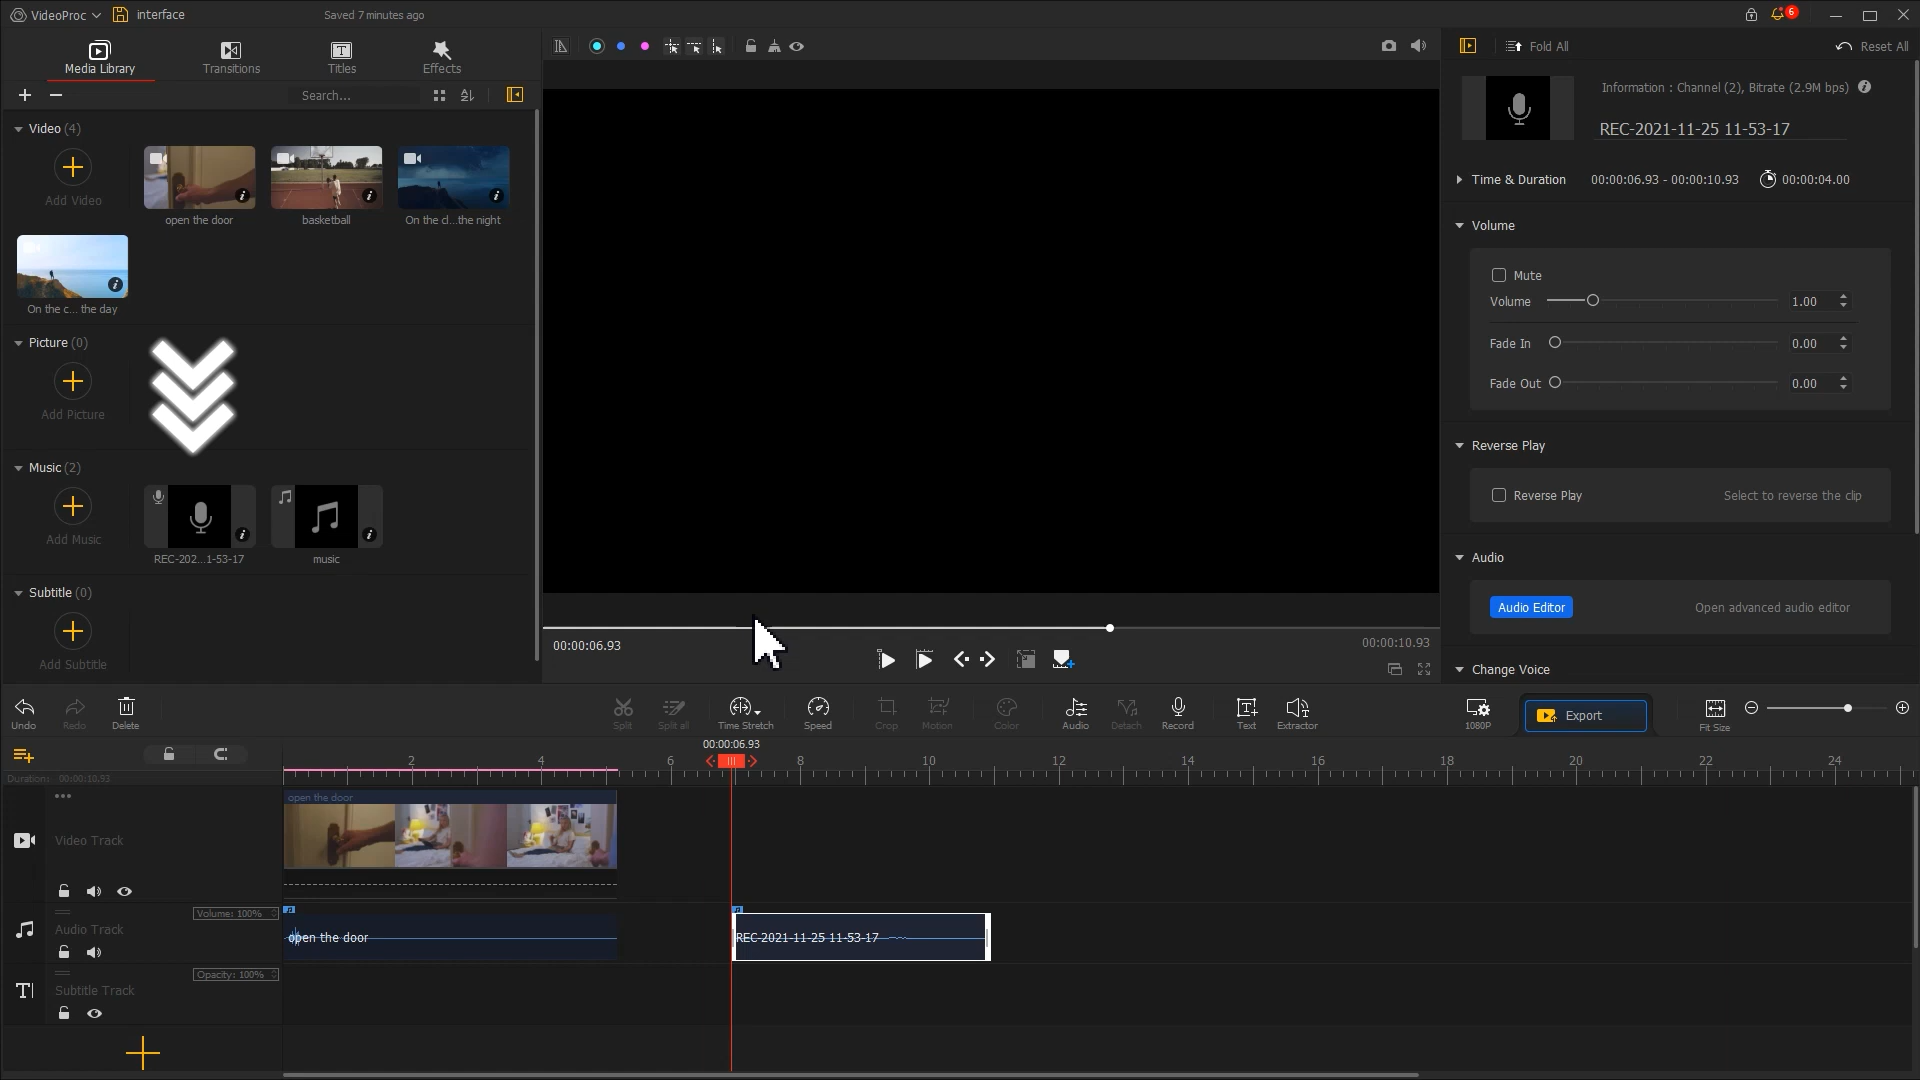 VideoProc
interface
Saved 7 minutes ago
6
Media Library
Transitions
Titles
Effects
Search...
Video (4)
Add Video
open the door
basketball
On the cl...the night
On the c... the day
Picture (0)
Add Picture
Music (2)
Add Music
REC-202...1-53-17
music
Subtitle (0)
Add Subtitle
00:00:06.93
00:00:10.93
Fold All
Reset All
Information : Channel (2), Bitrate (2.9M bps)
REC-2021-11-25 11-53-17
Time & Duration
00:00:06.93 - 00:00:10.93
00:00:04.00
Volume
Mute
Volume
1.00
Fade In
0.00
Fade Out
0.00
Reverse Play
Reverse Play
Select to reverse the clip
Audio
Audio Editor
Open advanced audio editor
Change Voice
Undo
Redo
Delete
Split
Split all
Time Stretch
Speed
Crop
Motion
Color
Audio
Detach
Record
Text
Extractor
1080P
Export
Fit Size
00:00:06.93
2 4 6 8 10 12 14 16 18 20 22 24
Duration: 00:00:10.93
open the door
Video Track
Volume: 100%
Audio Track
open the door
REC-2021-11-25 11-53-17
Opacity: 100%
Subtitle Track